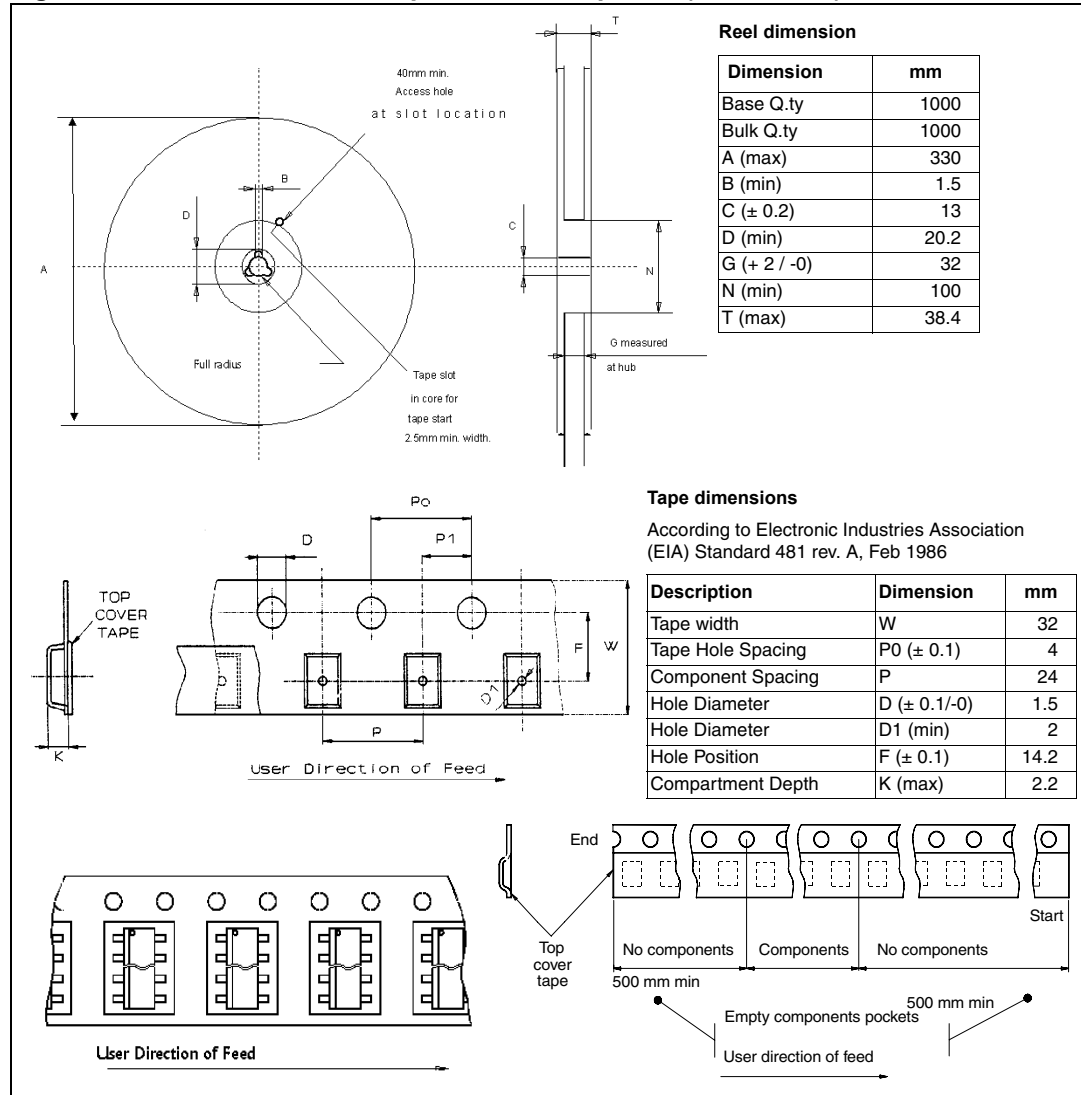 T
40mm min.
Access hole
at slot location
B
D
A
C
N
Full radius
G measured
at hub
Tape slot
in core for
tape start
2.5mm min. width.
Reel dimension
Dimension mm
Base Q.ty 1000
Bulk Q.ty 1000
A (max) 330
B (min) 1.5
C (± 0.2) 13
D (min) 20.2
G (+ 2 / -0) 32
N (min) 100
T (max) 38.4
Po
D P1
TOP
COVER
TAPE
F W
D1
P
K
User Direction of Feed
Tape dimensions
According to Electronic Industries Association
(EIA) Standard 481 rev. A, Feb 1986
Description Dimension mm
Tape width W 32
Tape Hole Spacing P0 (± 0.1) 4
Component Spacing P 24
Hole Diameter D (± 0.1/-0) 1.5
Hole Diameter D1 (min) 2
Hole Position F (± 0.1) 14.2
Compartment Depth K (max) 2.2
User Direction of Feed
End
Start
Top
cover
tape
No components Components No components
500 mm min
500 mm min
Empty components pockets
User direction of feed